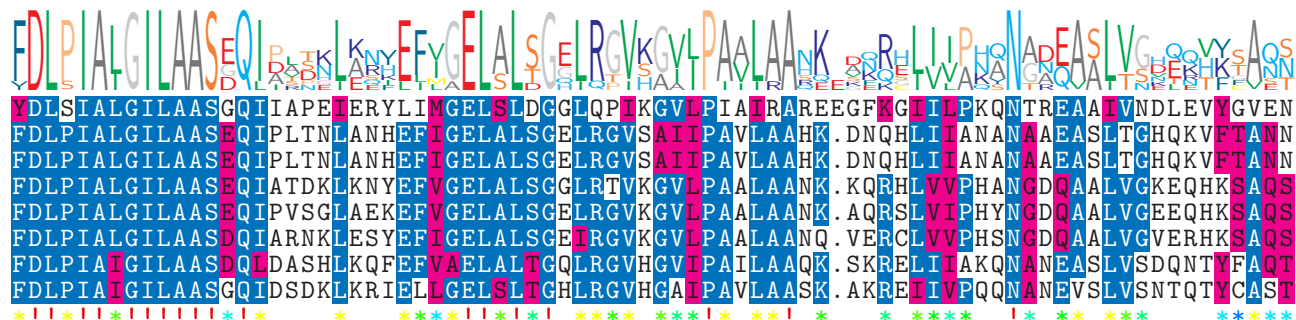 YDLSIALGILAASGQIIAPEIERYLIMGELSLDGGLQPIKGVLPIAIRAREEGFKGIILPKQNTREAAIVNDLEVYGVEN
FDLPIALGILAASEQIPLTNLANHEFIGELALSGELRGVSAIIPAVLAAHK.DNQHLIIANANAAEASLTGHQKVFTANN
FDLPIALGILAASEQIPLTNLANHEFIGELALSGELRGVSAIIPAVLAAHK.DNQHLIIANANAAEASLTGHQKVFTANN
FDLPIALGILAASEQIATDKLKNYEFVGELALSGGLRTVKGVLPAALAANK.KQRHLVVPHANGDQAALVGKEQHKSAQS
FDLPIALGILAASEQIPVSGLAEKEFVGELALSGELRGVKGVLPAALAANK.AQRSLVIPHYNGDQAALVGEEQHKSAQS
FDLPIALGILAASDQIARNKLESYEFIGELALSGEIRGVKGVLPAALAANQ.VERCLVVPHSNGDQAALVGVERHKSAQS
FDLPIAIGILAASDQLDASHLKQFEFVAELALTGQLRGVHGVIPAILAAQK.SKRELIIAKQNANEASLVSDQNTYFAQT
FDLPIAIGILAASGQIDSDKLKRIELLGELSLTGHLRGVHGAIPAVLAASK.AKREIIVPQQNANEVSLVSNTQTYCAST